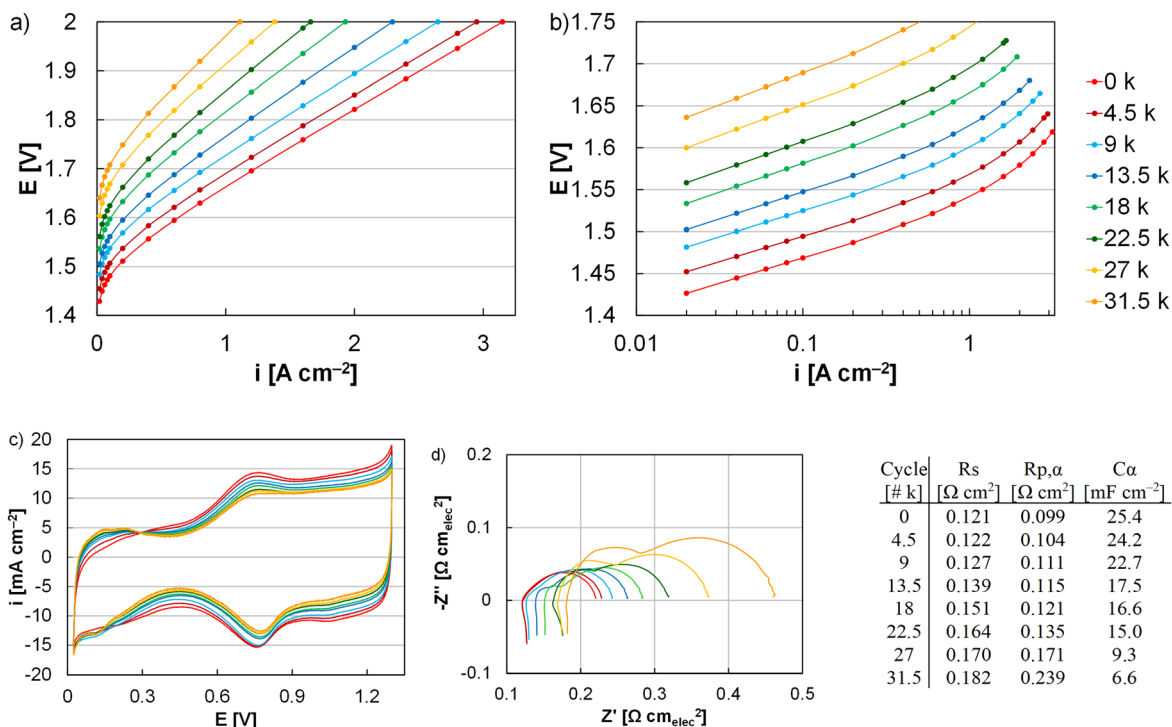 a)
2
1.9
1.8
1.7
1.6
1.5
1.4
E [V]
0
1
2
3
i [A cm⁻²]
b)
1.75
1.7
1.65
1.6
1.55
1.5
1.45
1.4
E [V]
0.01
0.1
1
i [A cm⁻²]
0 k
4.5 k
9 k
13.5 k
18 k
22.5 k
27 k
31.5 k
c)
20
15
10
5
0
-5
-10
-15
-20
i [mA cm⁻²]
0
0.3
0.6
0.9
1.2
E [V]
d)
0.2
0.1
0
-0.1
-Z'' [Ω cm_elec²]
0.1
0.2
0.3
0.4
0.5
Z' [Ω cm_elec²]
Cycle Rs Rp,α Cα
[# k] [Ω cm²] [Ω cm²] [mF cm⁻²]
0 0.121 0.099 25.4
4.5 0.122 0.104 24.2
9 0.127 0.111 22.7
13.5 0.139 0.115 17.5
18 0.151 0.121 16.6
22.5 0.164 0.135 15.0
27 0.170 0.171 9.3
31.5 0.182 0.239 6.6